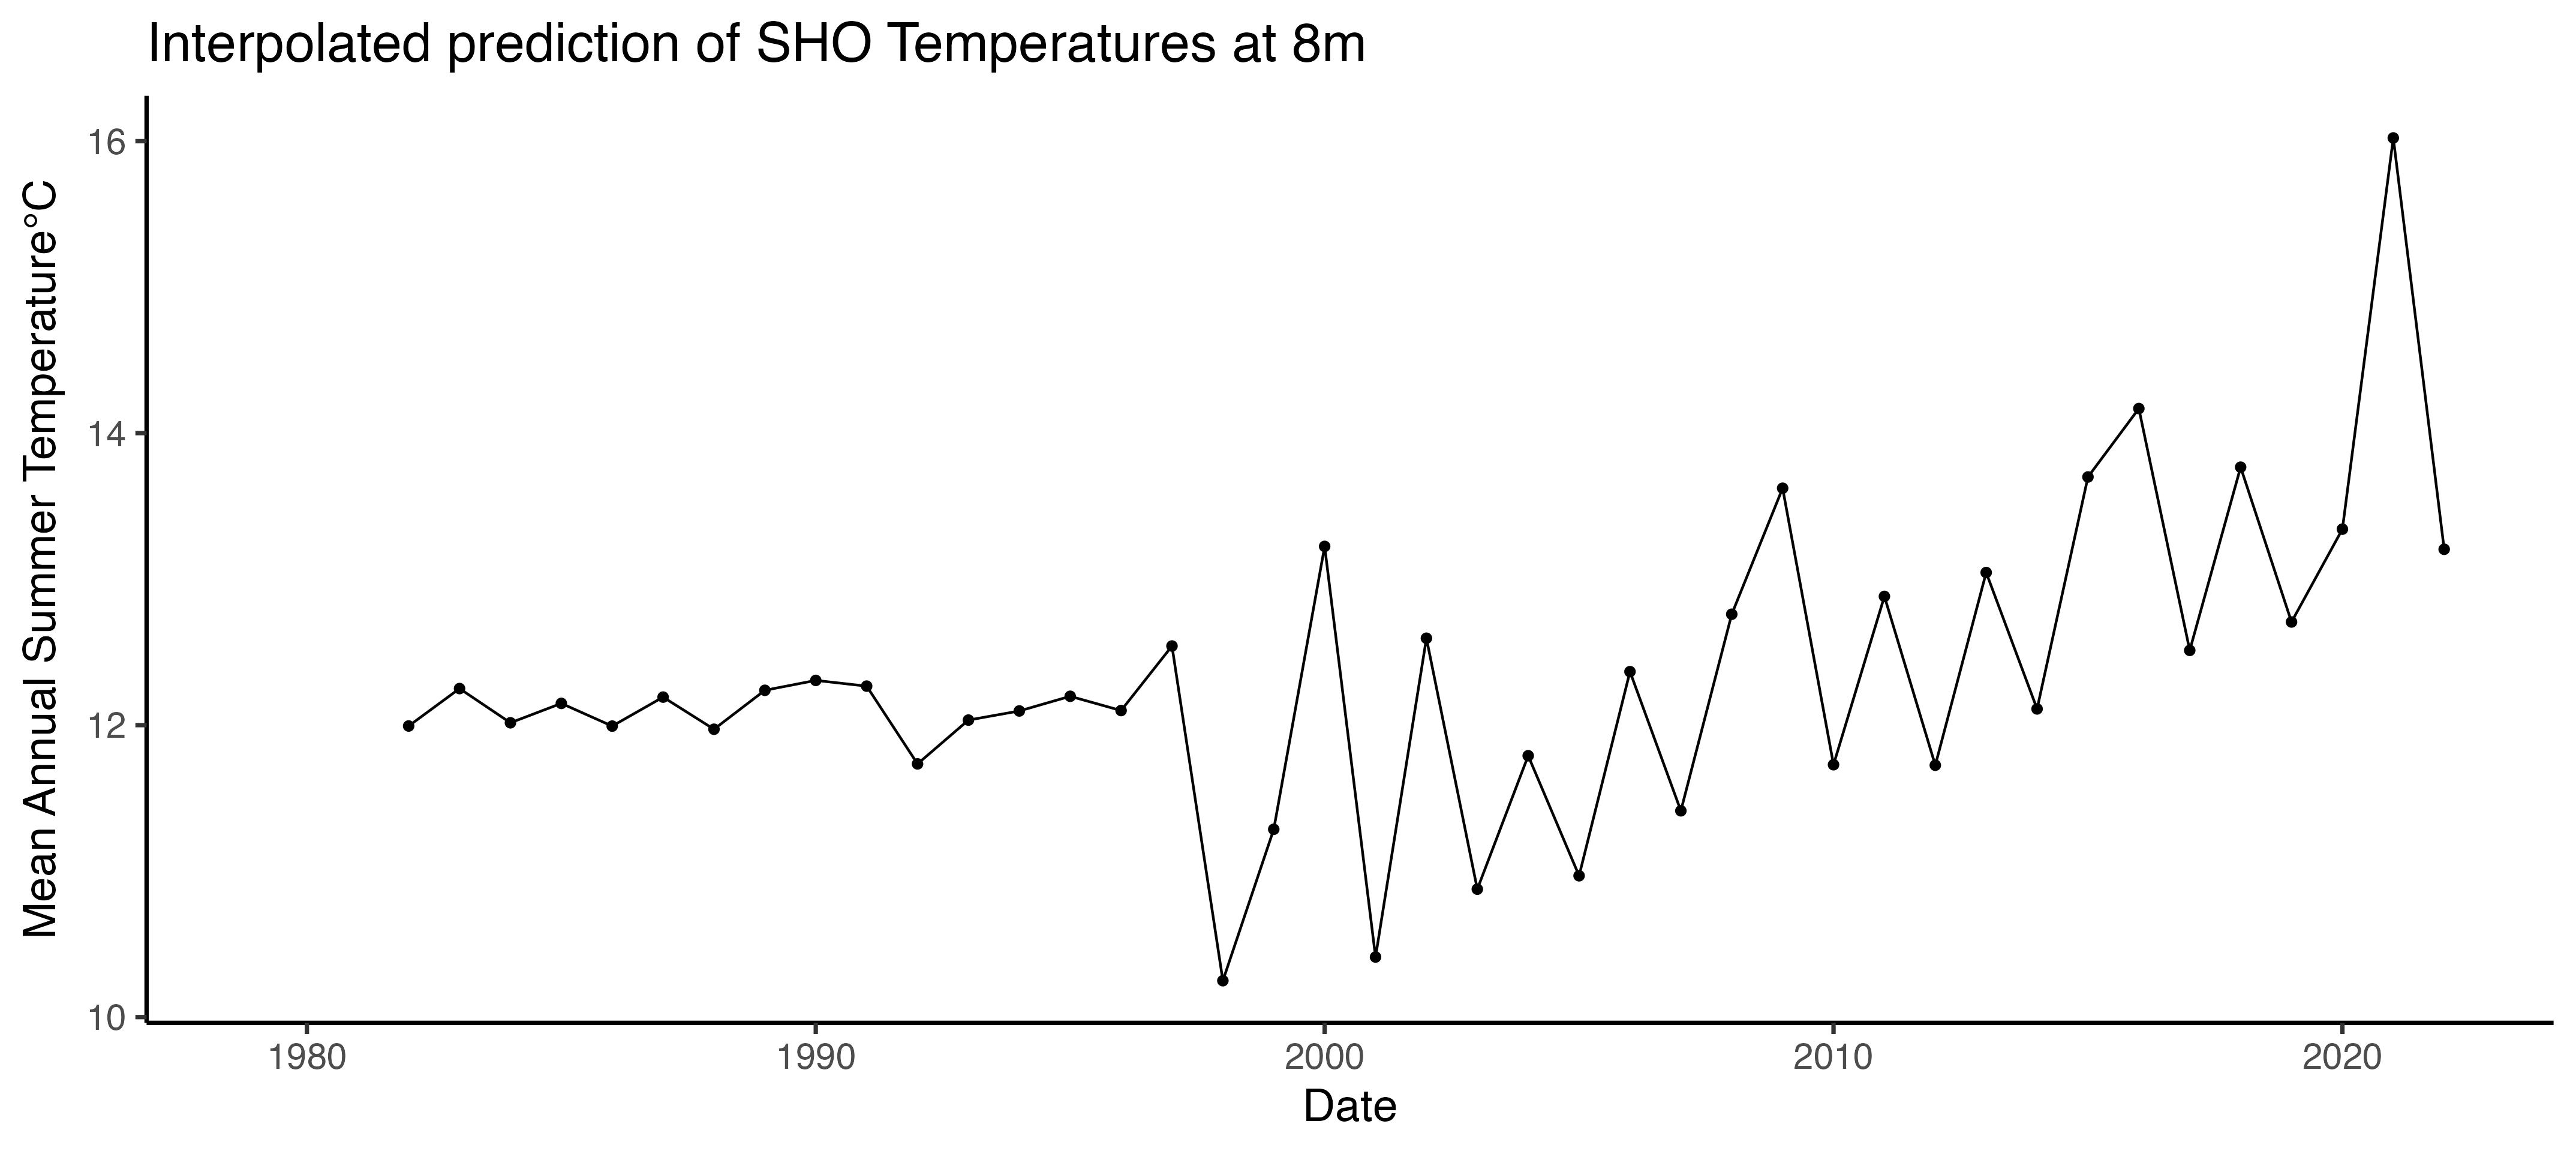 Interpolated prediction of SHO Temperatures at 8m
Mean Annual Summer Temperature°C
16
14
12
10
1980 1990 2000 2010 2020
Date